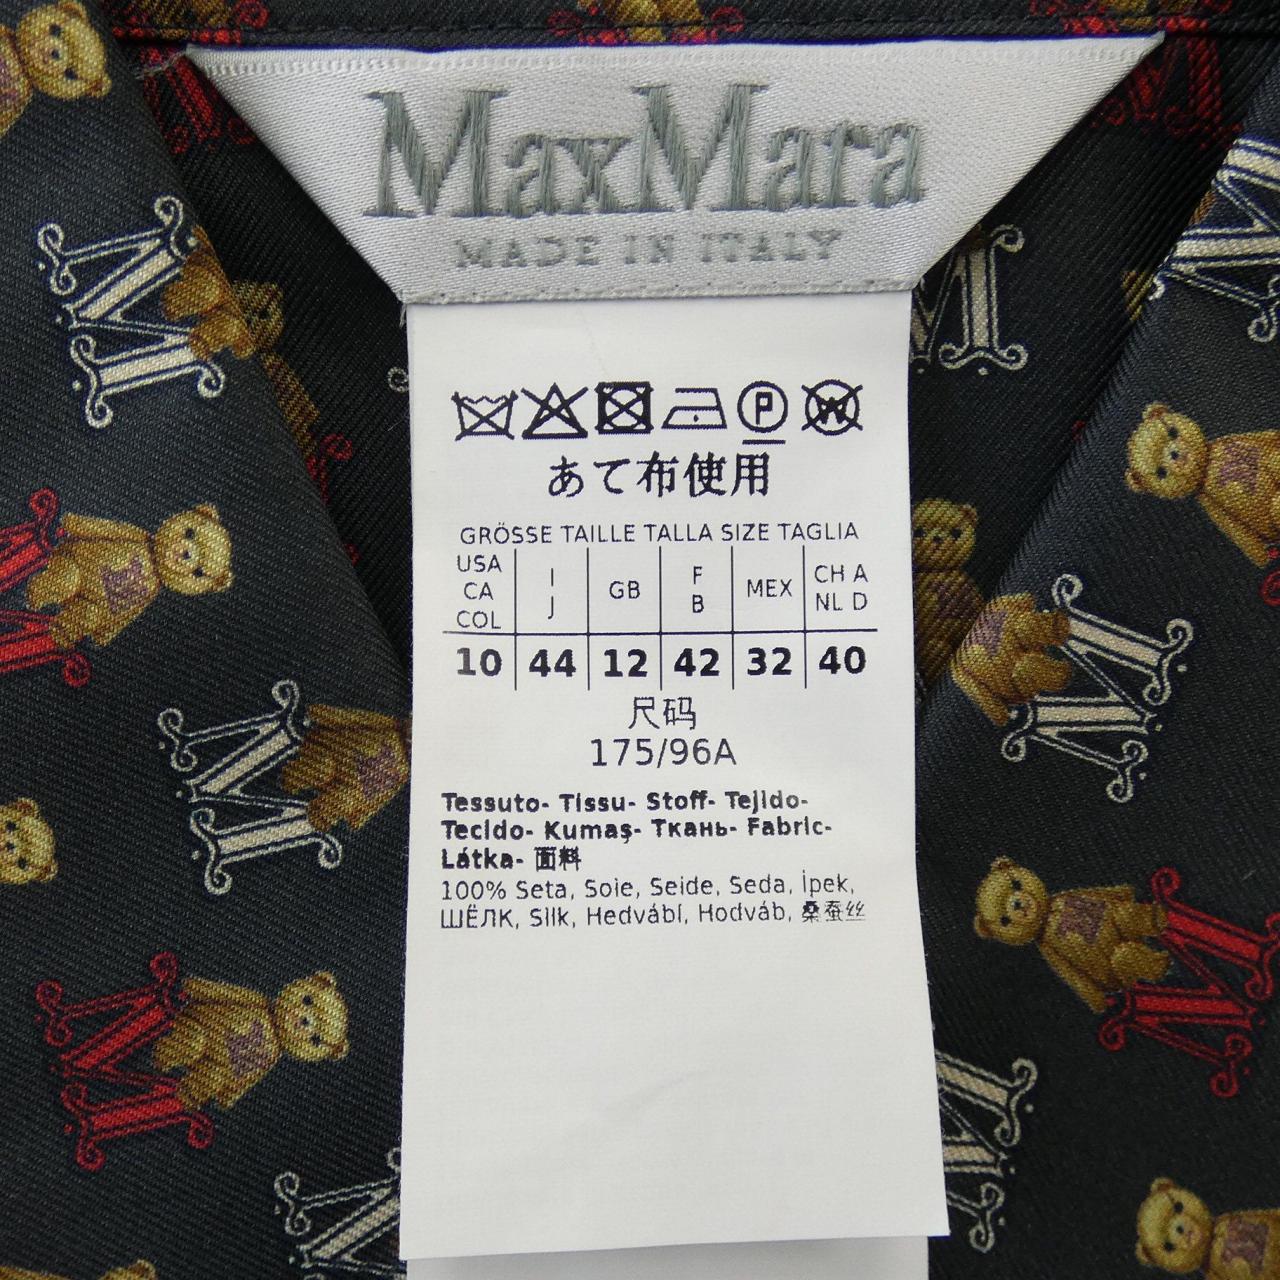 MaxMara
MADE IN ITALY
P W
あて布使用
GRÖSSE TAILLE TALLA SIZE TAGLIA
USA CA COL | I J | GB | F B | MEX | CH A NL D
10 | 44 | 12 | 42 | 32 | 40
尺码
175/96A
Tessuto- Tissu- Stoff- Tejido-
Tecido- Kumaş- Ткань- Fabric-
Látka- 面料
100% Seta, Soie, Seide, Seda, İpek,
ШЁЛК, Silk, Hedvábí, Hodváb, 桑蚕丝